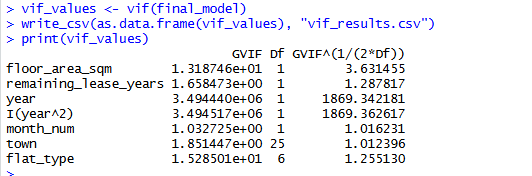 > vif_values <- vif(final_model)
> write_csv(as.data.frame(vif_values), "vif_results.csv")
> print(vif_values)
GVIF Df GVIF^(1/(2*Df))
floor_area_sqm 1.318746e+01 1 3.631455
remaining_lease_years 1.658473e+00 1 1.287817
year 3.494440e+06 1 1869.342181
I(year^2) 3.494517e+06 1 1869.362617
month_num 1.032725e+00 1 1.016231
town 1.851447e+00 25 1.012396
flat_type 1.528501e+01 6 1.255130
>